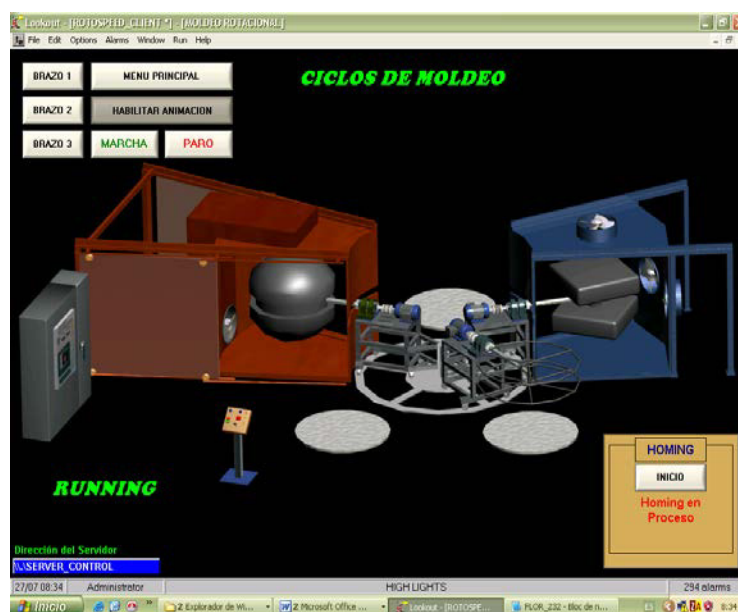 Lookout - [ROTOSPEED_CLIENT *] - [MOLDEO ROTACIONAL]
File Edit Options Alarms Window Run Help
BRAZO 1
MENU PRINCIPAL
CICLOS DE MOLDEO
BRAZO 2
HABILITAR ANIMACION
BRAZO 3
MARCHA
PARO
HOMING
INICIO
Homing en
Proceso
RUNNING
Dirección del Servidor
\\.\SERVER_CONTROL
27/07 08:34 Administrator HIGH LIGHTS 294 alarms
Inicio
2 Explorador de Wi...
2 Microsoft Office ...
Lookout - [ROTOSPE...
FLOR_232 - Bloc de n...
ES
8:34